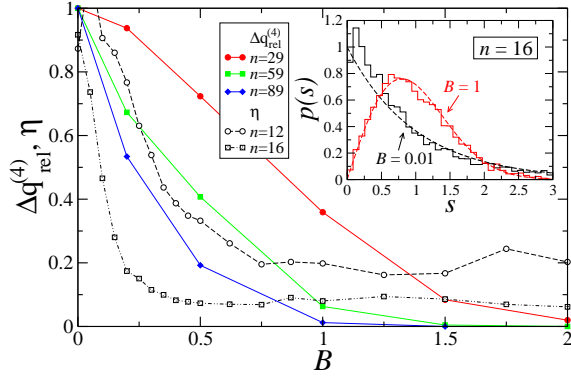 Δq_rel^(4), η
1
0.8
0.6
0.4
0.2
0
0 0.5 1 1.5 2
B
Δq_rel^(4)
n=29
n=59
n=89
η
n=12
n=16
p(s)
1.2
1
0.8
0.6
0.4
0.2
0
0 0.5 1 1.5 2 2.5 3
s
n = 16
B = 1
B = 0.01